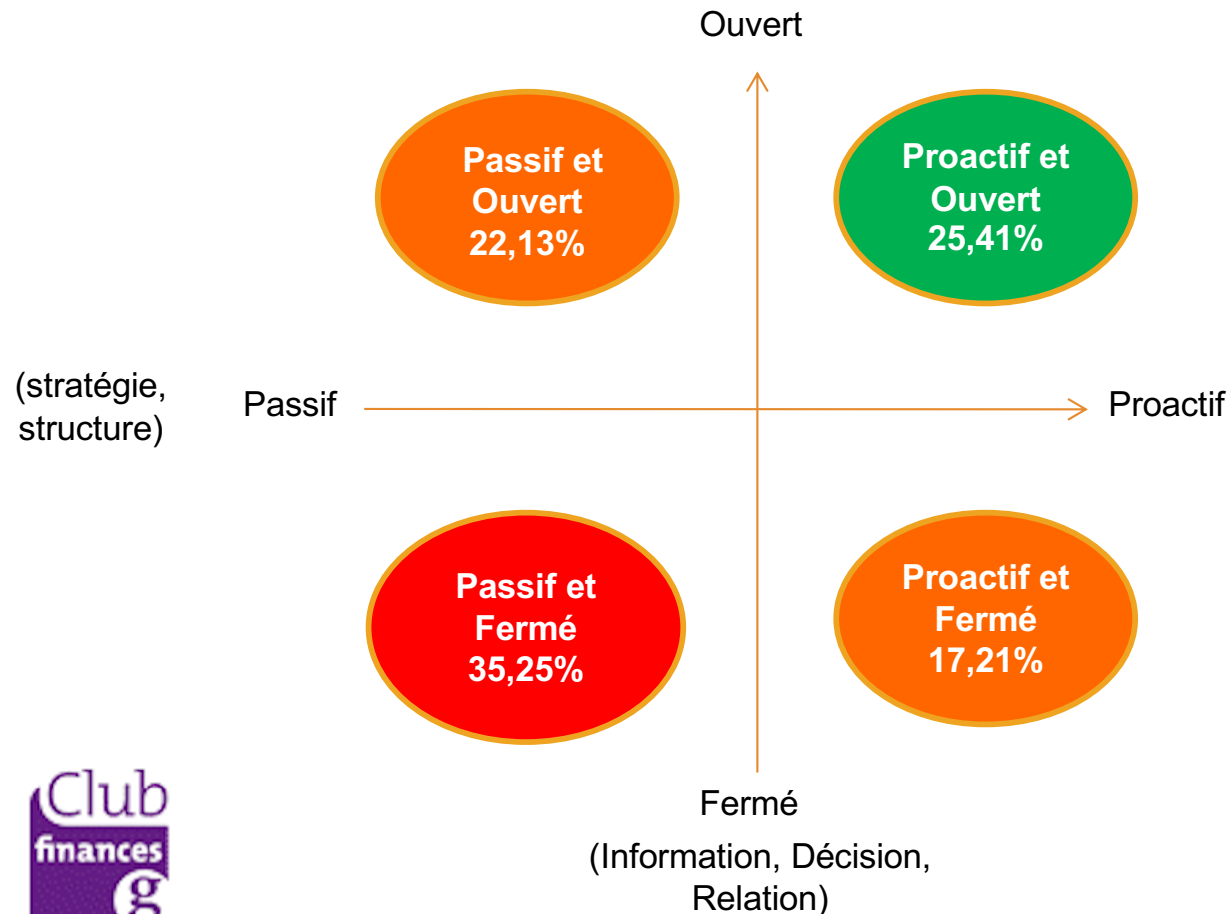 Ouvert
Passif et
Ouvert
22,13%
Proactif et
Ouvert
25,41%
(stratégie,
structure)
Passif
Proactif
Passif et
Fermé
35,25%
Proactif et
Fermé
17,21%
Fermé
(Information, Décision,
Relation)
Club
finances
g